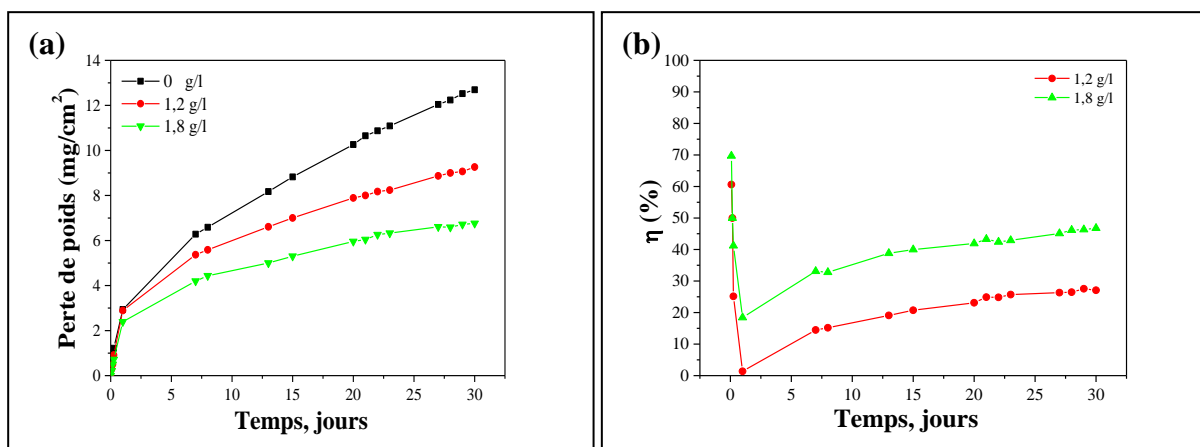 (a)
14
12
10
8
6
4
2
0
Perte de poids (mg/cm²)
0 g/l
1,2 g/l
1,8 g/l
0 5 10 15 20 25 30
Temps, jours
(b)
100
90
80
70
60
50
40
30
20
10
0
η (%)
1,2 g/l
1,8 g/l
0 5 10 15 20 25 30
Temps, jours